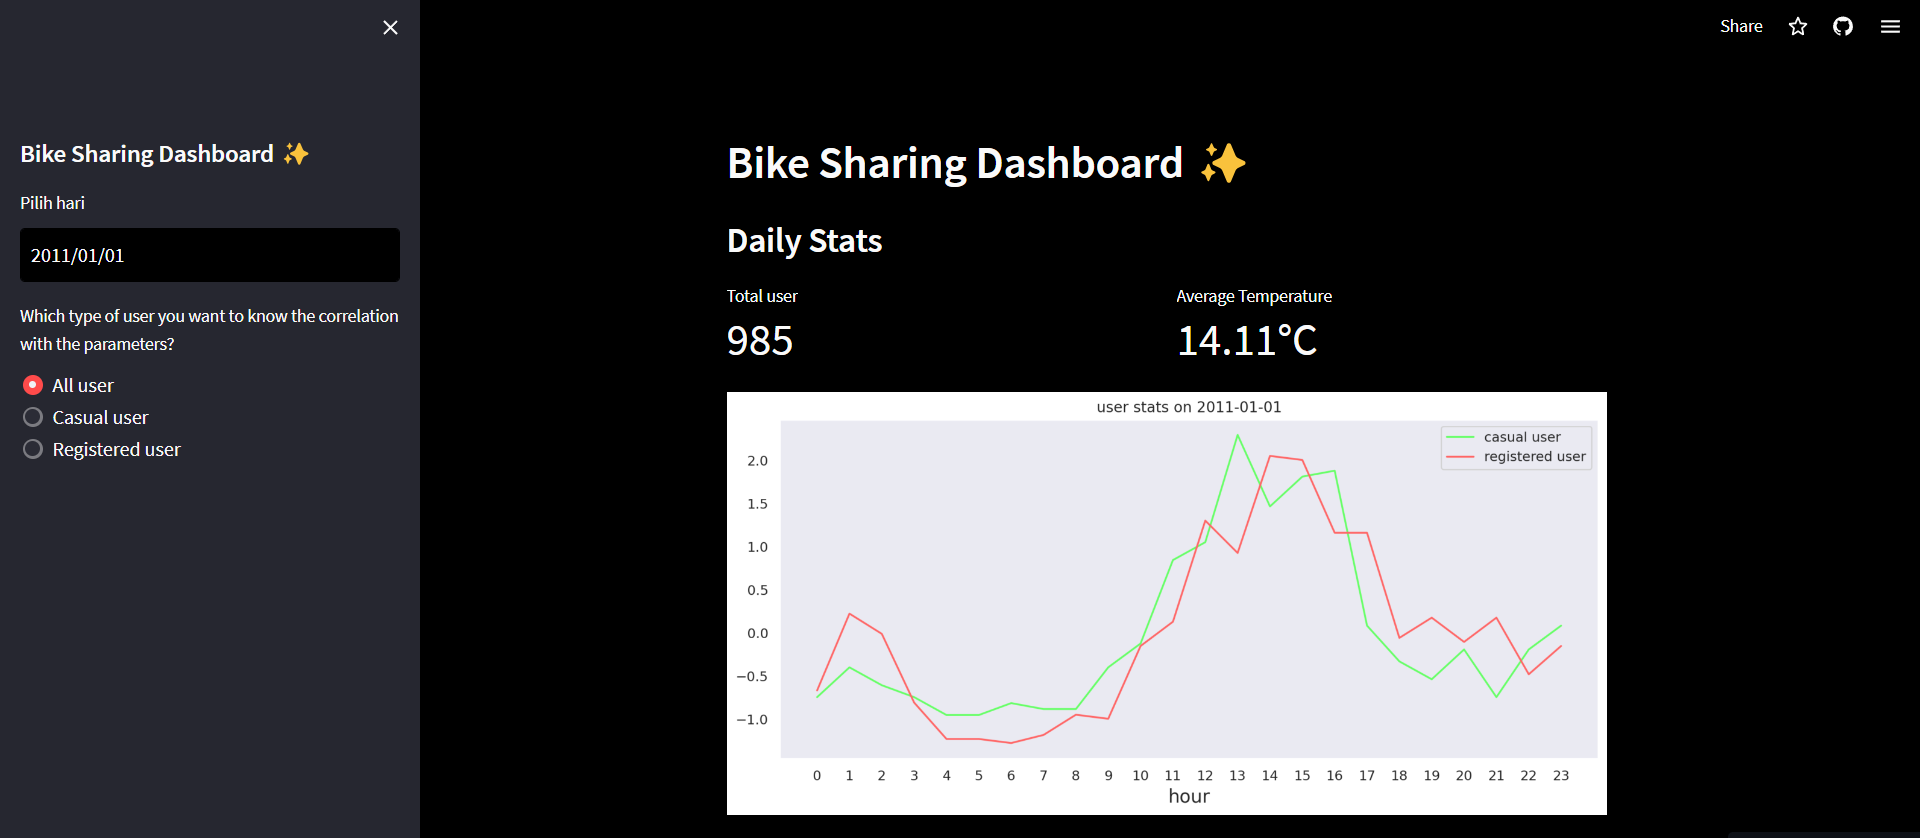 Bike Sharing Dashboard ✨
Pilih hari
2011/01/01
Which type of user you want to know the correlation
with the parameters?
All user
Casual user
Registered user
Share
Bike Sharing Dashboard ✨
Daily Stats
Total user
985
Average Temperature
14.11°C
user stats on 2011-01-01
casual user
registered user
2.0
1.5
1.0
0.5
0.0
−0.5
−1.0
0 1 2 3 4 5 6 7 8 9 10 11 12 13 14 15 16 17 18 19 20 21 22 23
hour